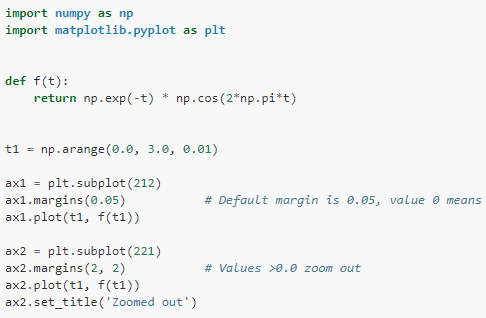 import numpy as np
import matplotlib.pyplot as plt
def f(t):
    return np.exp(-t) * np.cos(2*np.pi*t)
t1 = np.arange(0.0, 3.0, 0.01)
ax1 = plt.subplot(212)
ax1.margins(0.05)           # Default margin is 0.05, value 0 means
ax1.plot(t1, f(t1))
ax2 = plt.subplot(221)
ax2.margins(2, 2)           # Values >0.0 zoom out
ax2.plot(t1, f(t1))
ax2.set_title('Zoomed out')